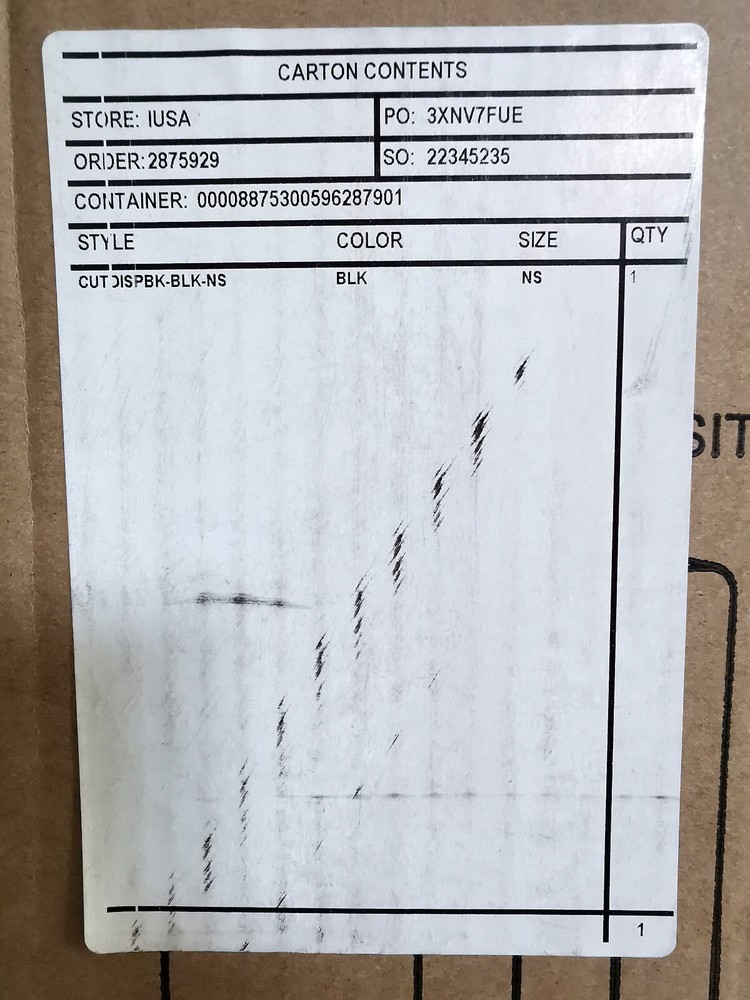 CARTON CONTENTS
STORE: IUSA
PO: 3XNV7FUE
ORDER:2875929
SO: 22345235
CONTAINER: 00008875300596287901
STYLE COLOR SIZE QTY
CUTDISPBK-BLK-NS BLK NS 1
1
SIT